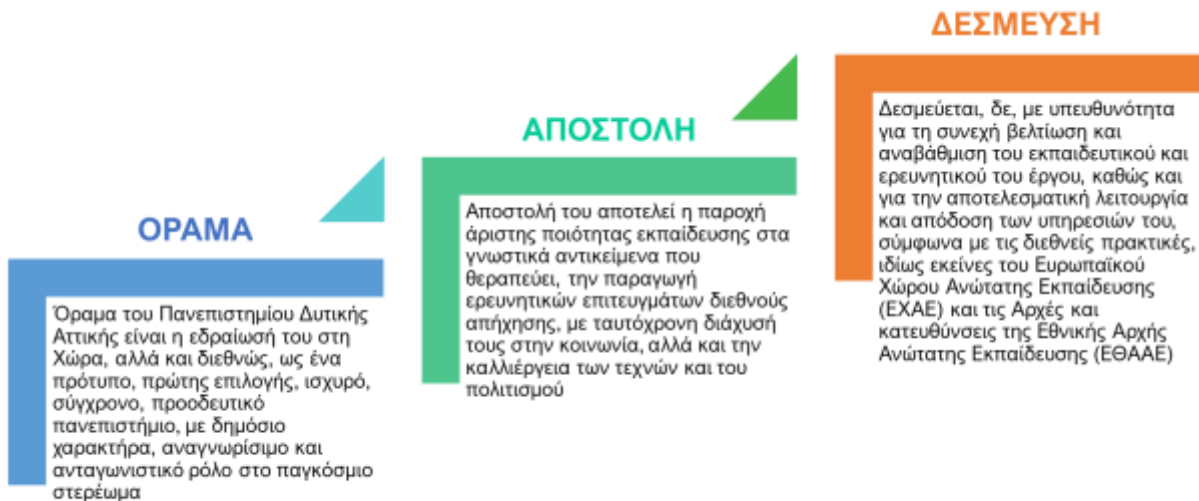 ΟΡΑΜΑ
Όραμα του Πανεπιστημίου Δυτικής
Αττικής είναι η εδραίωσή του στη
Χώρα, αλλά και διεθνώς, ως ένα
πρότυπο, πρώτης επιλογής, ισχυρό,
σύγχρονο, προοδευτικό
πανεπιστήμιο, με δημόσιο
χαρακτήρα, αναγνωρίσιμο και
ανταγωνιστικό ρόλο στο παγκόσμιο
στερέωμα
ΑΠΟΣΤΟΛΗ
Αποστολή του αποτελεί η παροχή
άριστης ποιότητας εκπαίδευσης στα
γνωστικά αντικείμενα που
θεραπεύει, την παραγωγή
ερευνητικών επιτευγμάτων διεθνούς
απήχησης, με ταυτόχρονη διάχυσή
τους στην κοινωνία, αλλά και την
καλλιέργεια των τεχνών και του
πολιτισμού
ΔΕΣΜΕΥΣΗ
Δεσμεύεται, δε, με υπευθυνότητα
για τη συνεχή βελτίωση και
αναβάθμιση του εκπαιδευτικού και
ερευνητικού του έργου, καθώς και
για την αποτελεσματική λειτουργία
και απόδοση των υπηρεσιών του,
σύμφωνα με τις διεθνείς πρακτικές,
ιδίως εκείνες του Ευρωπαϊκού
Χώρου Ανώτατης Εκπαίδευσης
(ΕΧΑΕ) και τις Αρχές και
κατευθύνσεις της Εθνικής Αρχής
Ανώτατης Εκπαίδευσης (ΕΘΑΑΕ)